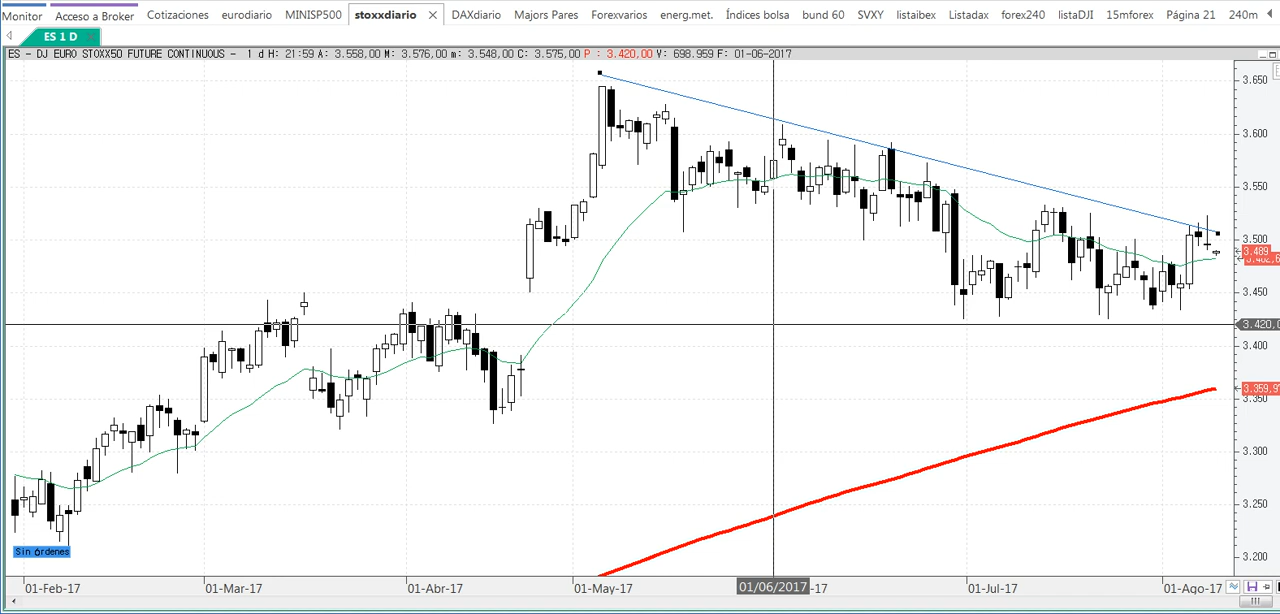 Monitor Acceso a Broker Cotizaciones eurodiario MINISP500 stoxxdiario DAXdiario Majors Pares Forexvarios energ.met. Índices bolsa bund 60 SVXY listaibex Listadax forex240 listaDJI 15mforex Página 21 240m
ES 1 D
ES - DJ EURO STOXX50 FUTURE CONTINUOUS - 1 d H: 21:59 A: 3.558,00 M: 3.576,00 m: 3.548,00 C: 3.575,00 P : 3.420,00 V: 698.959 F: 01-06-2017
3.650
3.600
3.550
3.500
3.489
3.450
3.420,0
3.400
3.359,97
3.350
3.300
3.250
3.200
Sin órdenes
01-Feb-17 01-Mar-17 01-Abr-17 01-May-17 01/06/2017 -17 01-Jul-17 01-Ago-17